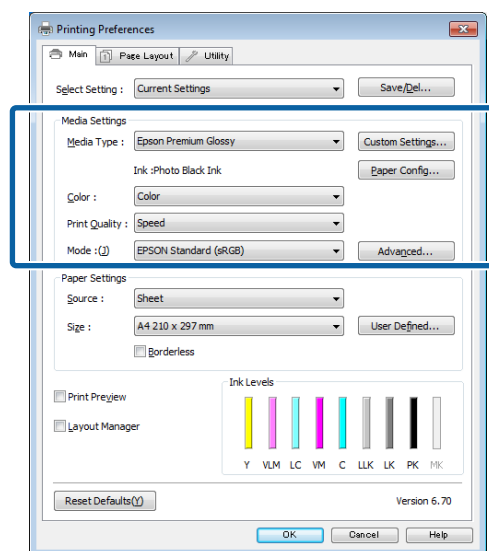 Printing Preferences
Main Page Layout Utility
Select Setting : Current Settings Save/Del...
Media Settings
Media Type : Epson Premium Glossy Custom Settings...
Ink :Photo Black Ink Paper Config...
Color : Color
Print Quality : Speed
Mode :(J) EPSON Standard (sRGB) Advanced...
Paper Settings
Source : Sheet
Size : A4 210 x 297 mm User Defined...
Borderless
Print Preview
Layout Manager
Ink Levels
Y VLM LC VM C LLK LK PK MK
Reset Defaults(Y) Version 6.70
OK Cancel Help